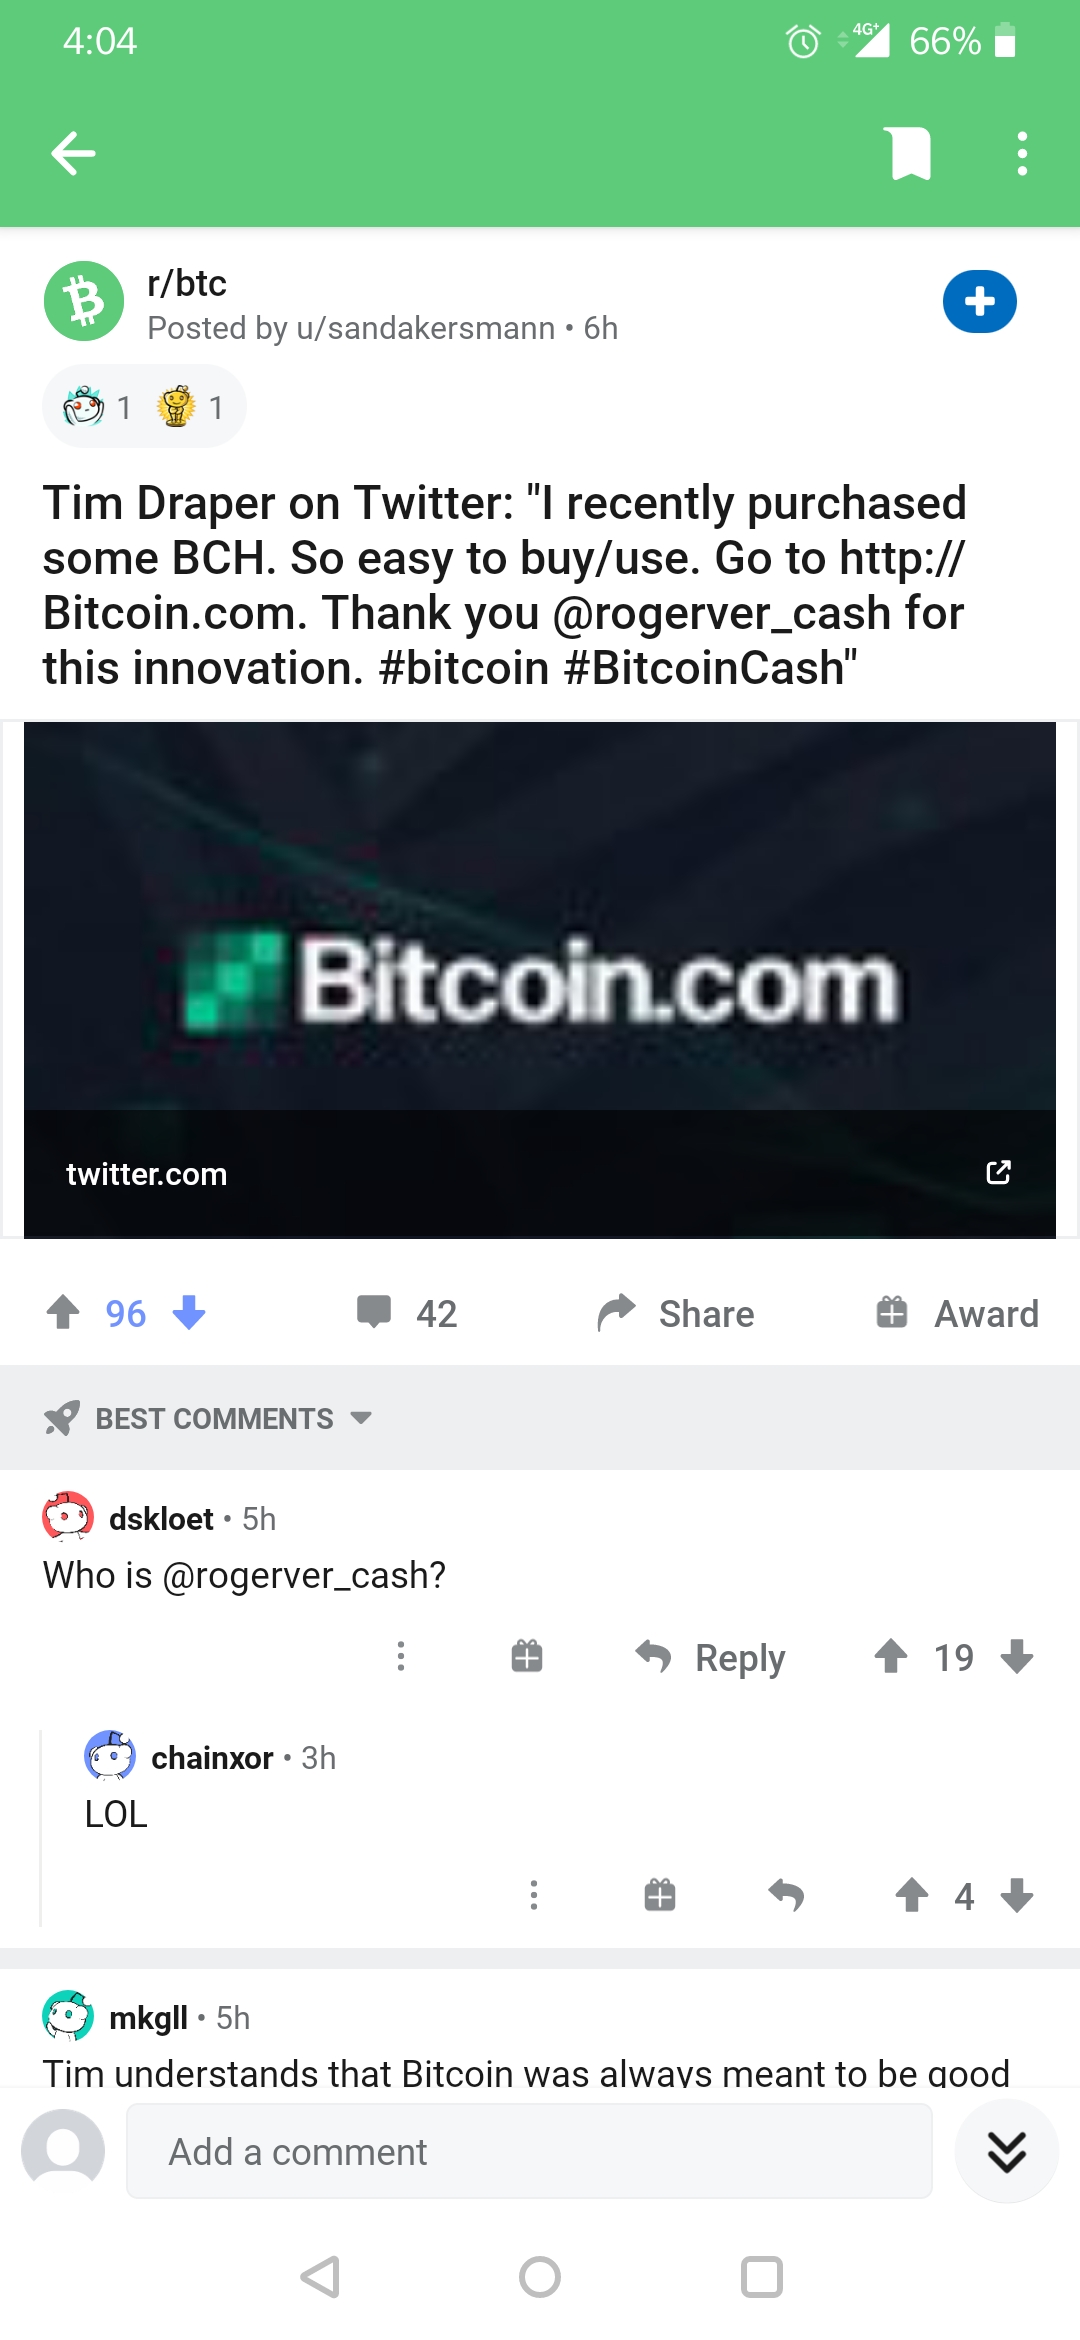 4:04
4G+ 66%
r/btc
Posted by u/sandakersmann • 6h
1 1
Tim Draper on Twitter: "I recently purchased
some BCH. So easy to buy/use. Go to http://
Bitcoin.com. Thank you @rogerver_cash for
this innovation. #bitcoin #BitcoinCash"
Bitcoin.com
twitter.com
96 42 Share Award
BEST COMMENTS
dskloet • 5h
Who is @rogerver_cash?
Reply 19
chainxor • 3h
LOL
4
mkgll • 5h
Tim understands that Bitcoin was always meant to be good
Add a comment